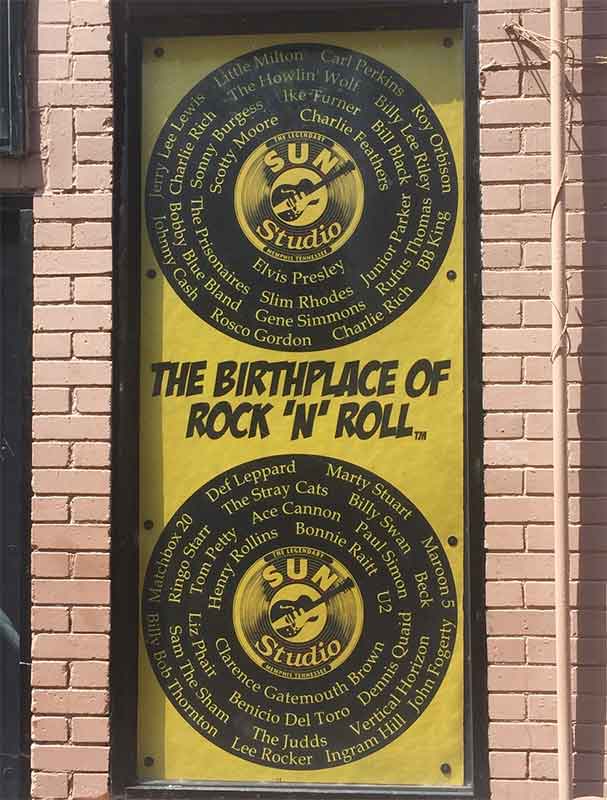 Little Milton
Carl Perkins
Roy Orbison
BB King
Charlie Rich
Rosco Gordon
Johnny Cash
Jerry Lee Lewis
The Howlin' Wolf
Billy Lee Riley
Rufus Thomas
Gene Simmons
Bobby Blue Bland
Charlie Rich
Ike Turner
Bill Black
Junior Parker
Slim Rhodes
The Prisonaires
Sonny Burgess
Charlie Feathers
Elvis Presley
Scotty Moore
THE LEGENDARY
SUN
Studio
MEMPHIS TENNESSEE
THE BIRTHPLACE OF
ROCK 'N' ROLL™
Def Leppard
Marty Stuart
Maroon 5
John Fogerty
Ingram Hill
Lee Rocker
Billy Bob Thornton
Matchbox 20
The Stray Cats
Billy Swan
Beck
Vertical Horizon
The Judds
Sam The Sham
Ringo Starr
Ace Cannon
Paul Simon
U2
Dennis Quaid
Benicio Del Toro
Liz Phair
Tom Petty
Bonnie Raitt
Clarence Gatemouth Brown
Henry Rollins
THE LEGENDARY
SUN
Studio
MEMPHIS TENNESSEE